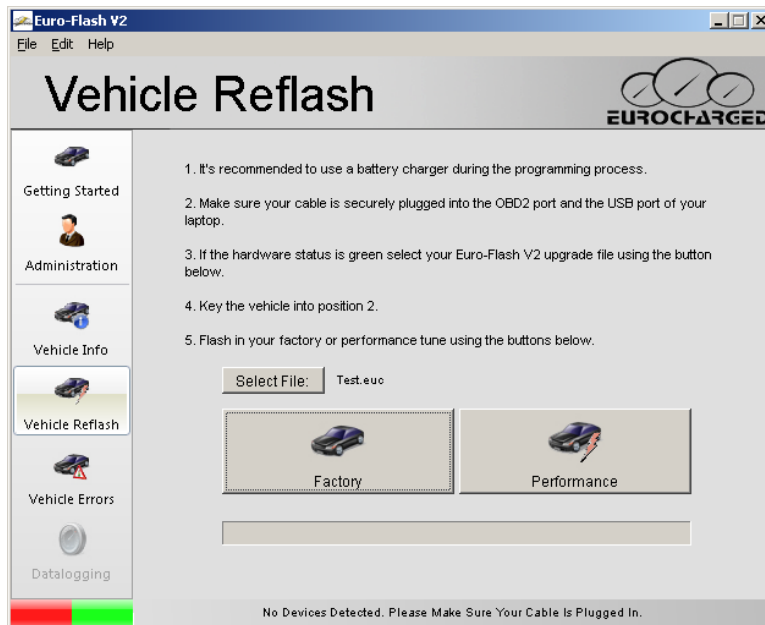 Euro-Flash V2
File Edit Help
Vehicle Reflash
EUROCHARGED
Getting Started
Administration
Vehicle Info
Vehicle Reflash
Vehicle Errors
Datalogging
1. It's recommended to use a battery charger during the programming process.
2. Make sure your cable is securely plugged into the OBD2 port and the USB port of your
laptop.
3. If the hardware status is green select your Euro-Flash V2 upgrade file using the button
below.
4. Key the vehicle into position 2.
5. Flash in your factory or performance tune using the buttons below.
Select File: Test.euc
Factory Performance
No Devices Detected. Please Make Sure Your Cable Is Plugged In.